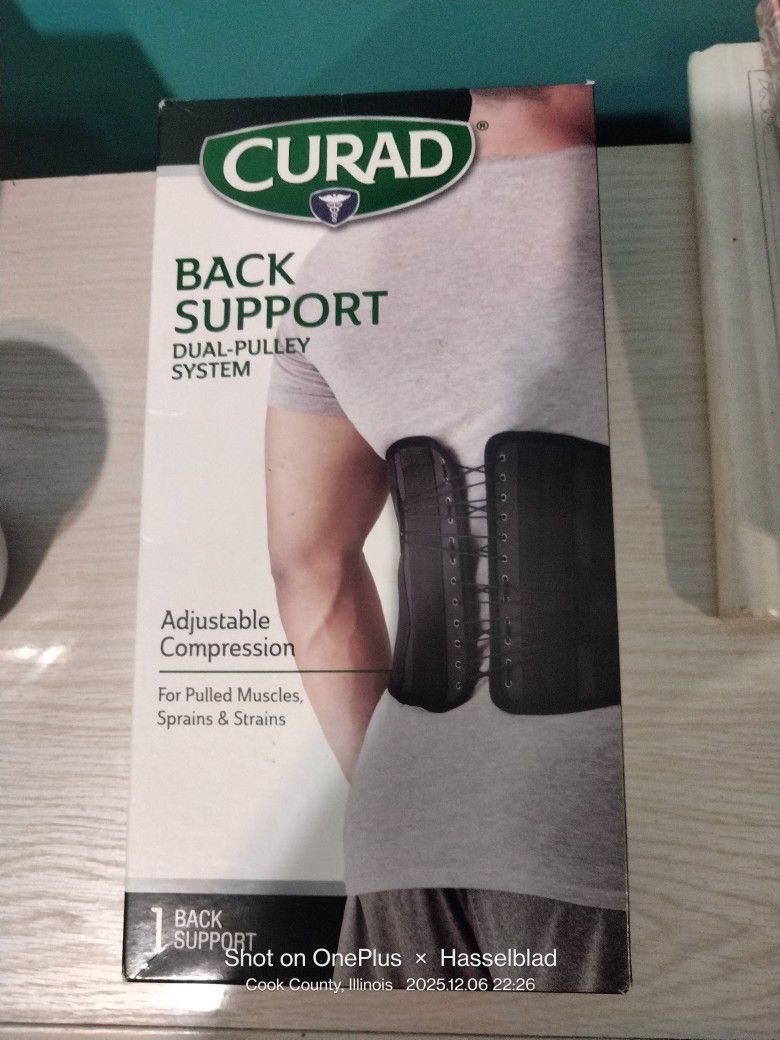 CURAD®
BACK
SUPPORT
DUAL-PULLEY
SYSTEM
Adjustable
Compression
For Pulled Muscles,
Sprains & Strains
1 BACK
SUPPORT
Shot on OnePlus × Hasselblad
Cook County, Illinois 2025.12.06 22:26